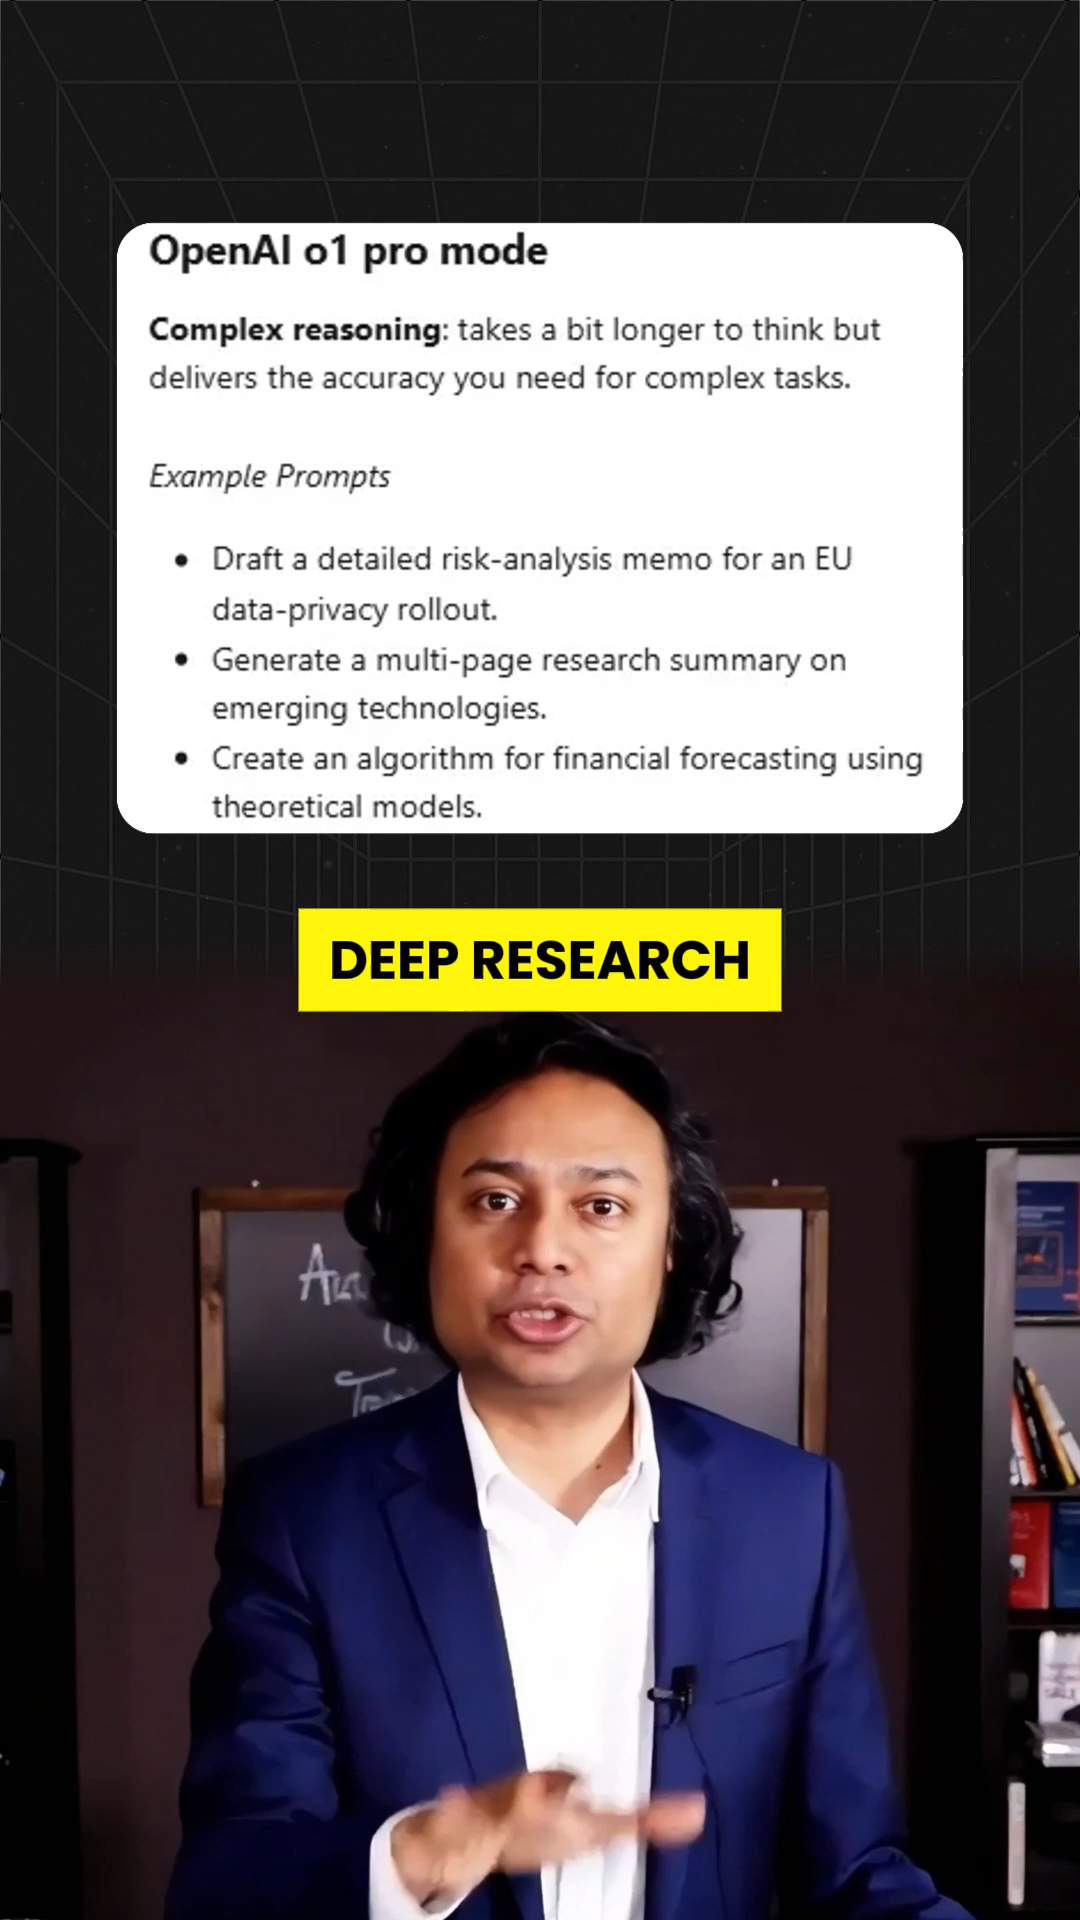 OpenAI o1 pro mode
Complex reasoning: takes a bit longer to think but
delivers the accuracy you need for complex tasks.
Example Prompts
• Draft a detailed risk-analysis memo for an EU
data-privacy rollout.
• Generate a multi-page research summary on
emerging technologies.
• Create an algorithm for financial forecasting using
theoretical models.
DEEP RESEARCH